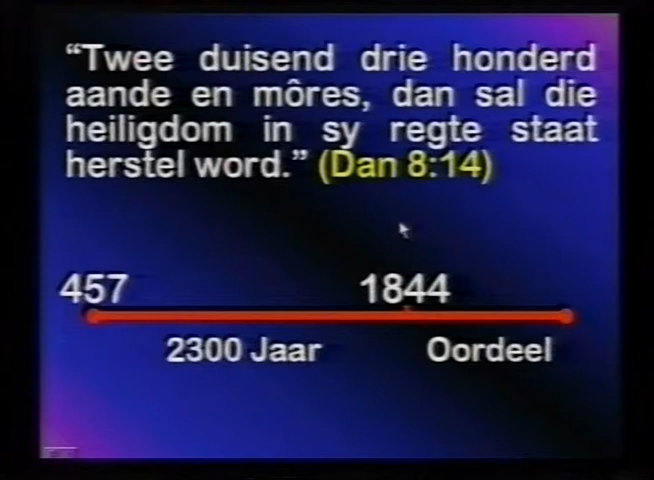 “Twee duisend drie honderd
aande en môres, dan sal die
heiligdom in sy regte staat
herstel word.” (Dan 8:14)
457 1844
2300 Jaar Oordeel